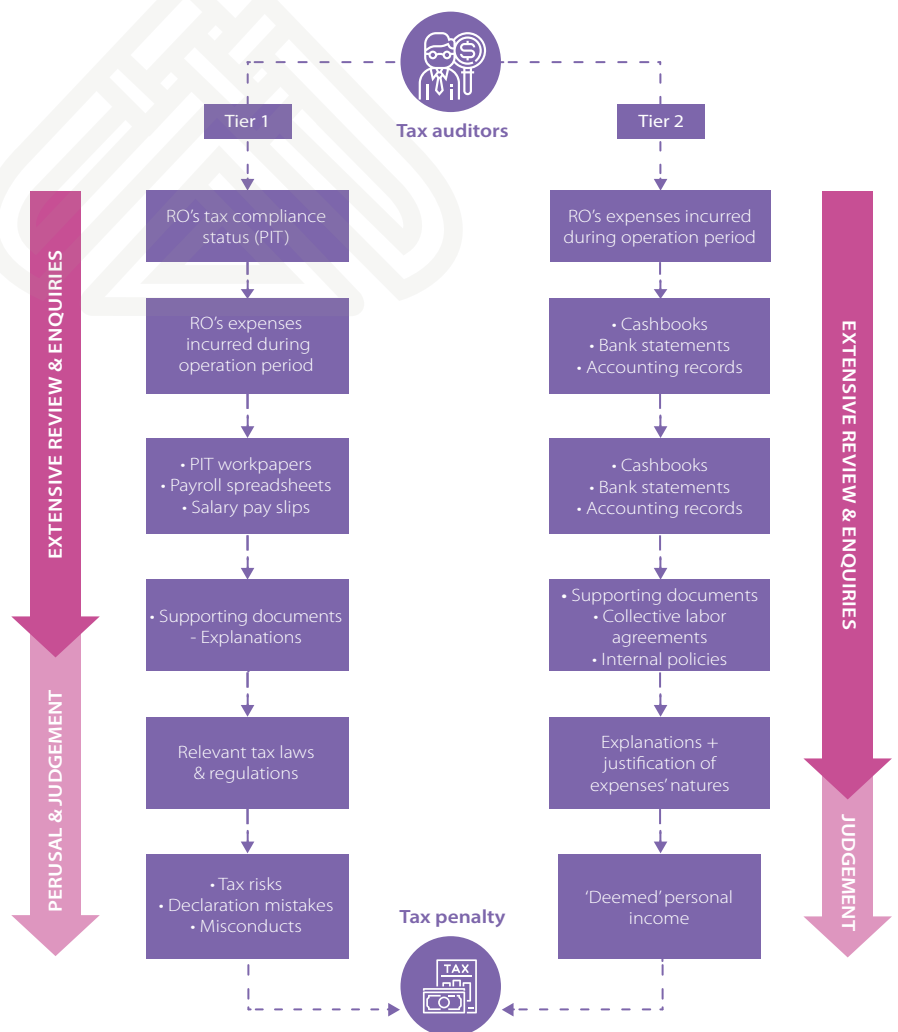 Tax auditors
Tier 1
RO's tax compliance
status (PIT)
RO's expenses
incurred during
operation period
• PIT workpapers
• Payroll spreadsheets
• Salary pay slips
• Supporting documents
- Explanations
Relevant tax laws
& regulations
• Tax risks
• Declaration mistakes
• Misconducts
EXTENSIVE REVIEW & ENQUIRIES
PERUSAL & JUDGEMENT
Tier 2
RO's expenses incurred
during operation period
• Cashbooks
• Bank statements
• Accounting records
• Cashbooks
• Bank statements
• Accounting records
• Supporting documents
• Collective labor
agreements
• Internal policies
Explanations +
justification of
expenses' natures
'Deemed' personal
income
EXTENSIVE REVIEW & ENQUIRIES
JUDGEMENT
Tax penalty
TAX